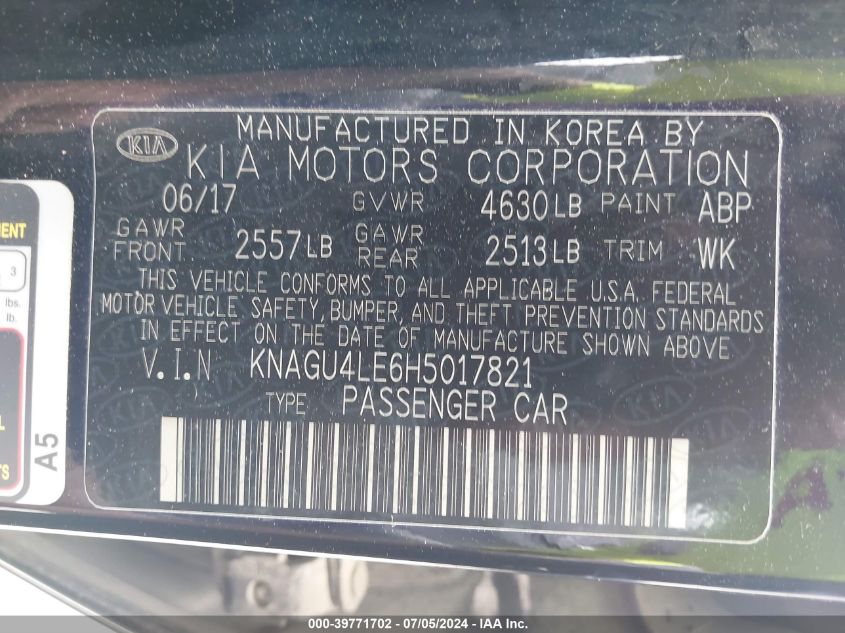 MANUFACTURED IN KOREA BY
KIA KIA MOTORS CORPORATION
06/17 GVWR 4630LB PAINT ABP
GAWR FRONT 2557LB GAWR REAR 2513LB TRIM WK
THIS VEHICLE CONFORMS TO ALL APPLICABLE U.S.A. FEDERAL
MOTOR VEHICLE SAFETY, BUMPER, AND THEFT PREVENTION STANDARDS
IN EFFECT ON THE DATE OF MANUFACTURE SHOWN ABOVE.
V.I.N KNAGU4LE6H5017821
TYPE PASSENGER CAR
3
lbs.
lb.
A5
000-39771702 - 07/05/2024 - IAA Inc.